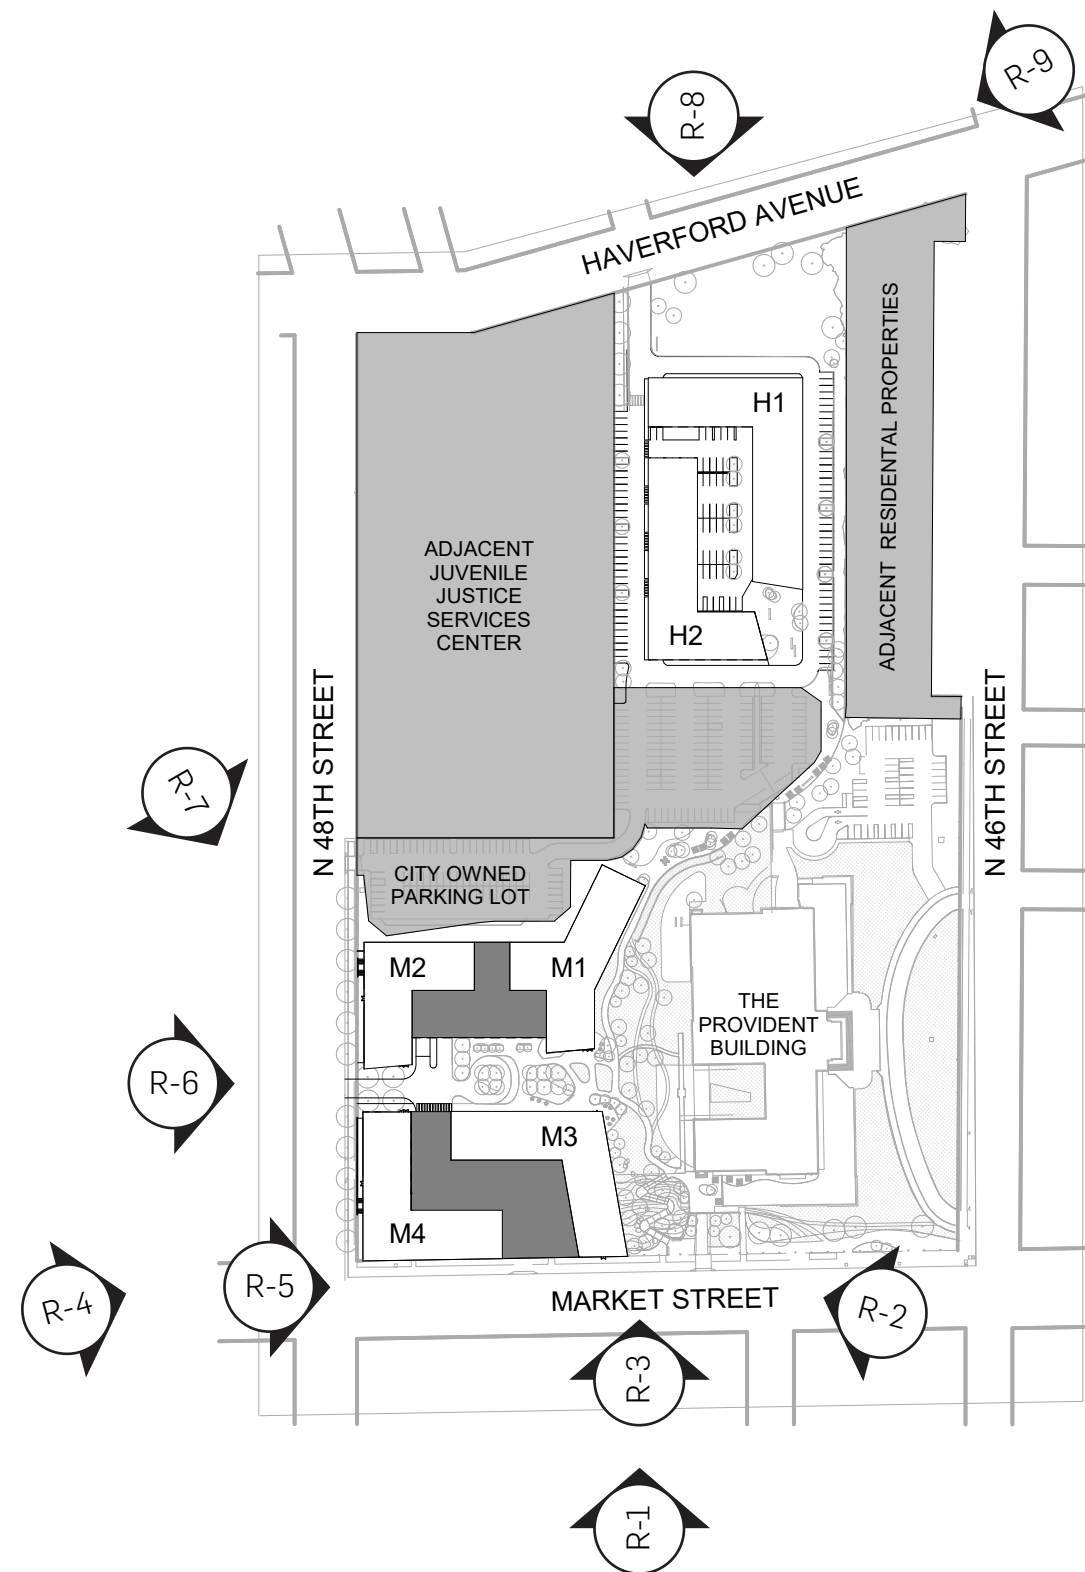 R-9
R-8
HAVERFORD AVENUE
H1
ADJACENT RESIDENTAL PROPERTIES
ADJACENT
JUVENILE
JUSTICE
SERVICES
CENTER
H2
N 48TH STREET
N 46TH STREET
R-7
CITY OWNED
PARKING LOT
M2
M1
THE
PROVIDENT
BUILDING
R-6
M3
M4
R-5
R-4
MARKET STREET
R-2
R-3
R-1